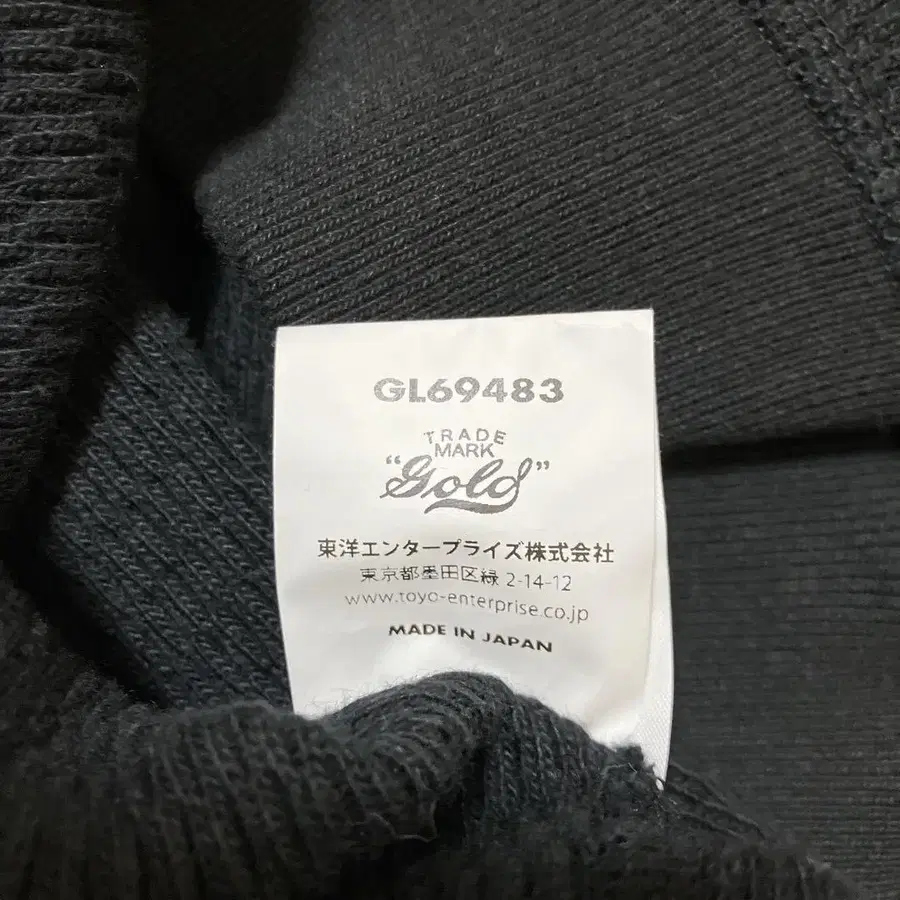 GL69483
TRADE
MARK
"Gold"
東洋エンタープライズ株式会社
東京都墨田区緑 2-14-12
www.toyo-enterprise.co.jp
MADE IN JAPAN